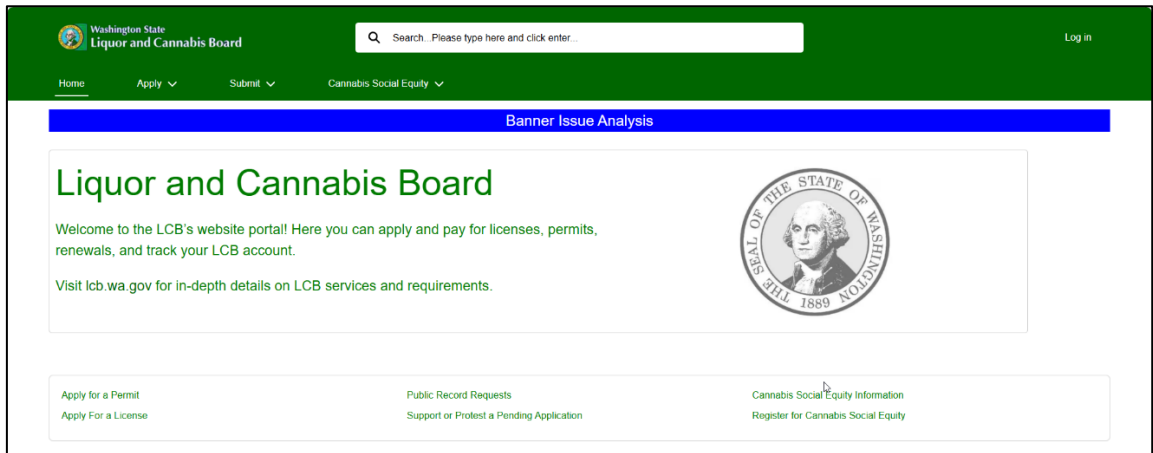 Washington State
Liquor and Cannabis Board
Search...Please type here and click enter...
Log in
Home
Apply
Submit
Cannabis Social Equity
Banner Issue Analysis
Liquor and Cannabis Board
Welcome to the LCB's website portal! Here you can apply and pay for licenses, permits,
renewals, and track your LCB account.
Visit lcb.wa.gov for in-depth details on LCB services and requirements.
THE SEAL OF THE STATE OF WASHINGTON
1889
Apply for a Permit
Public Record Requests
Cannabis Social Equity Information
Apply For a License
Support or Protest a Pending Application
Register for Cannabis Social Equity